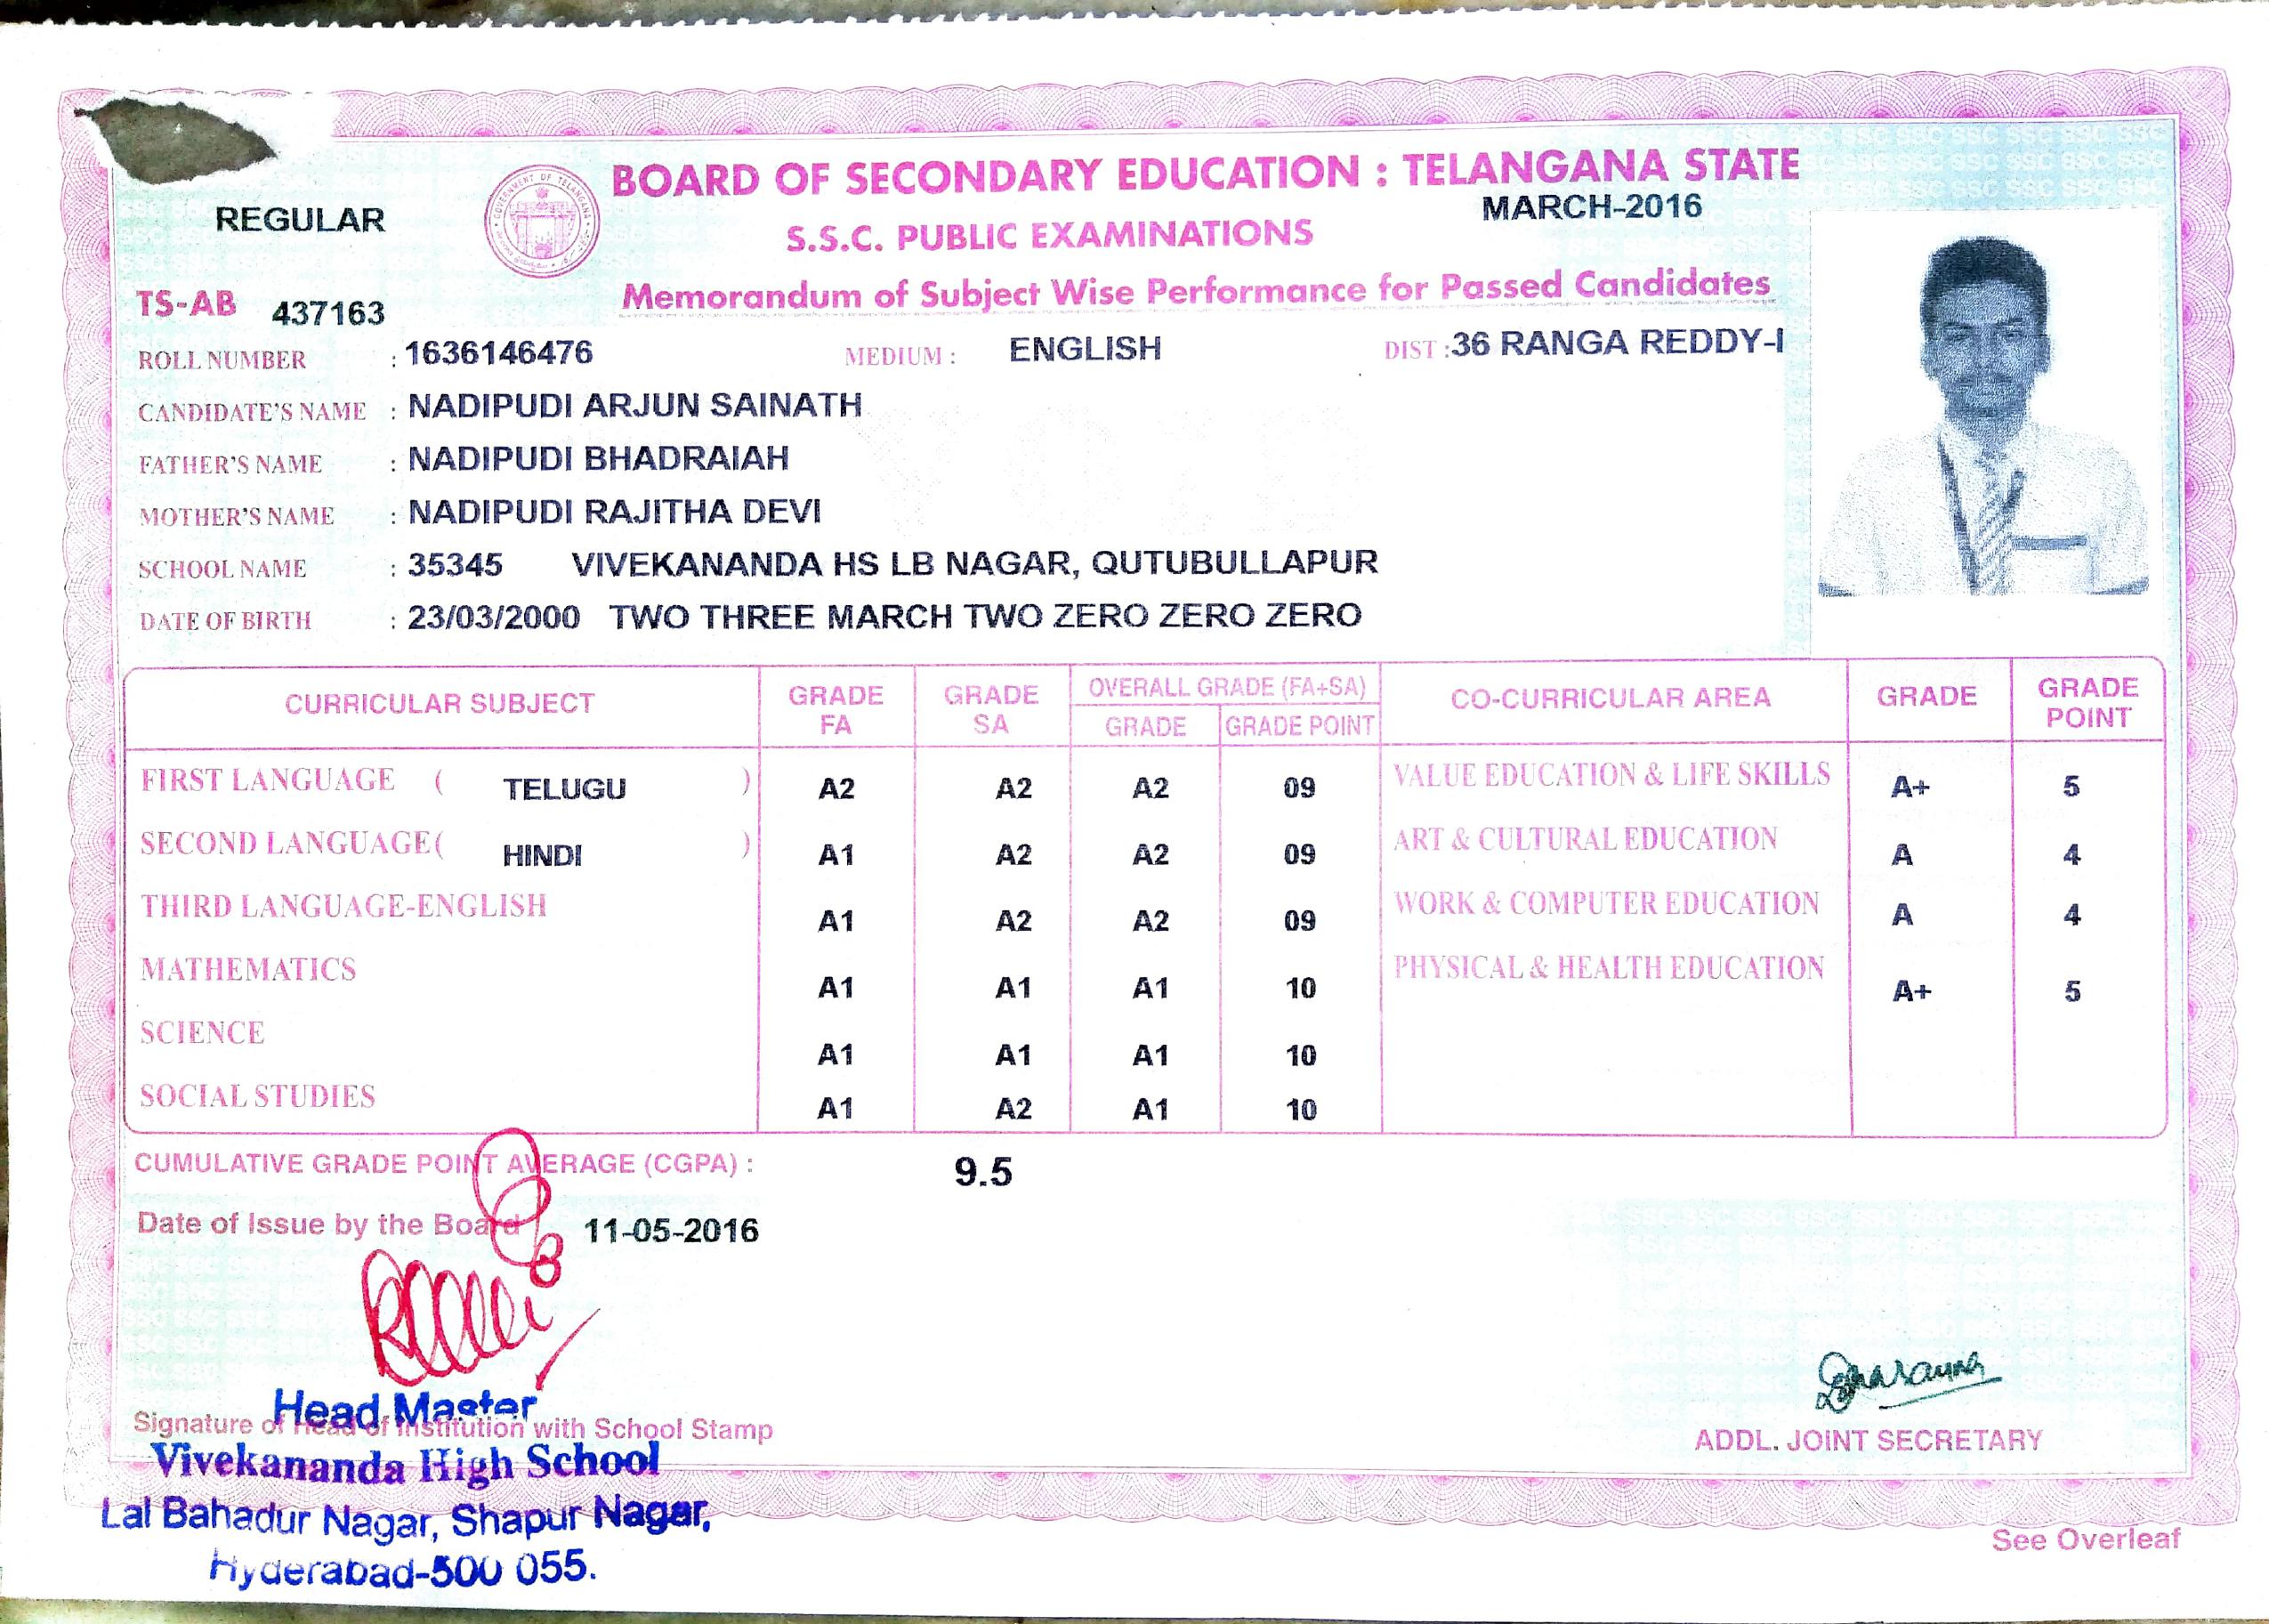 BOARD OF SECONDARY EDUCATION : TELANGANA STATE
MARCH-2016
REGULAR
S.S.C. PUBLIC EXAMINATIONS
Memorandum of Subject Wise Performance for Passed Candidates
TS-AB 437163
ROLL NUMBER : 1636146476 MEDIUM : ENGLISH DIST : 36 RANGA REDDY-I
CANDIDATE'S NAME : NADIPUDI ARJUN SAINATH
FATHER'S NAME : NADIPUDI BHADRAIAH
MOTHER'S NAME : NADIPUDI RAJITHA DEVI
SCHOOL NAME : 35345 VIVEKANANDA HS LB NAGAR, QUTUBULLAPUR
DATE OF BIRTH : 23/03/2000 TWO THREE MARCH TWO ZERO ZERO ZERO
CURRICULAR SUBJECT GRADE FA GRADE SA OVERALL GRADE (FA+SA) GRADE GRADE POINT CO-CURRICULAR AREA GRADE GRADE POINT
FIRST LANGUAGE ( TELUGU ) A2 A2 A2 09 VALUE EDUCATION & LIFE SKILLS A+ 5
SECOND LANGUAGE ( HINDI ) A1 A2 A2 09 ART & CULTURAL EDUCATION A 4
THIRD LANGUAGE-ENGLISH A1 A2 A2 09 WORK & COMPUTER EDUCATION A 4
MATHEMATICS A1 A1 A1 10 PHYSICAL & HEALTH EDUCATION A+ 5
SCIENCE A1 A1 A1 10
SOCIAL STUDIES A1 A2 A1 10
CUMULATIVE GRADE POINT AVERAGE (CGPA) : 9.5
Date of Issue by the Board 11-05-2016
Head Master
Signature of Head of Institution with School Stamp
Vivekananda High School
Lal Bahadur Nagar, Shapur Nagar,
Hyderabad-500 055.
ADDL. JOINT SECRETARY
See Overleaf